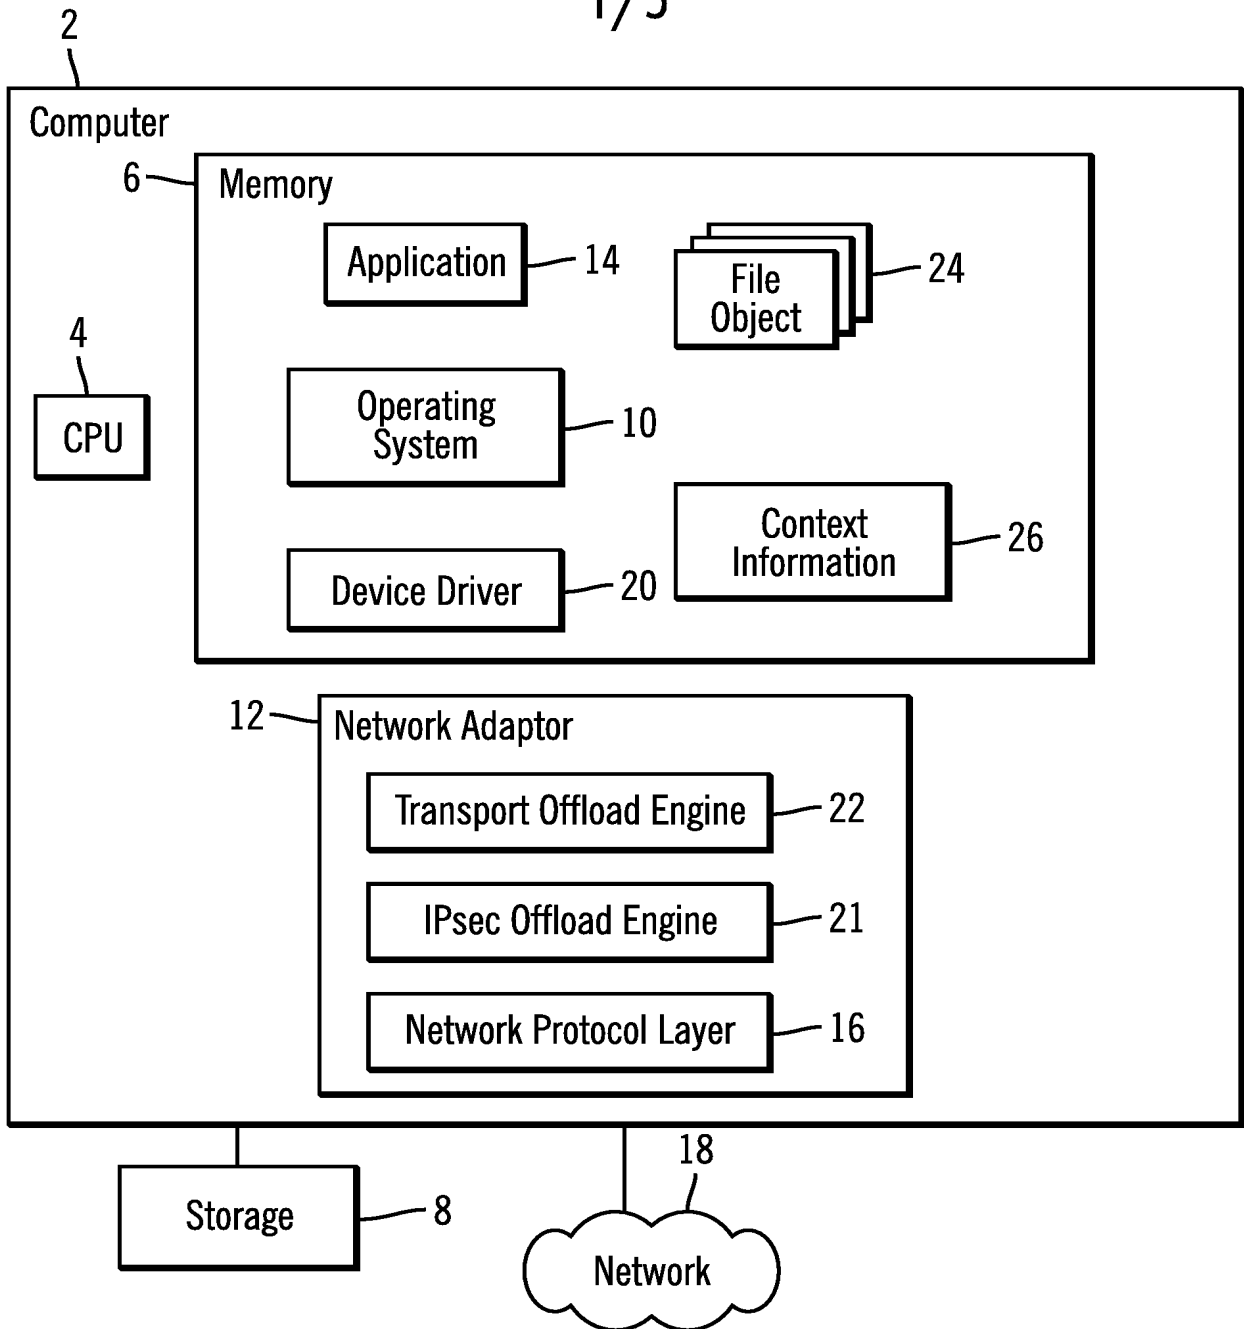 1/5
2
Computer
6
Memory
Application
14
File
Object
24
4
CPU
Operating
System
10
Context
Information
26
Device Driver
20
12
Network Adaptor
Transport Offload Engine
22
IPsec Offload Engine
21
Network Protocol Layer
16
18
Storage
8
Network